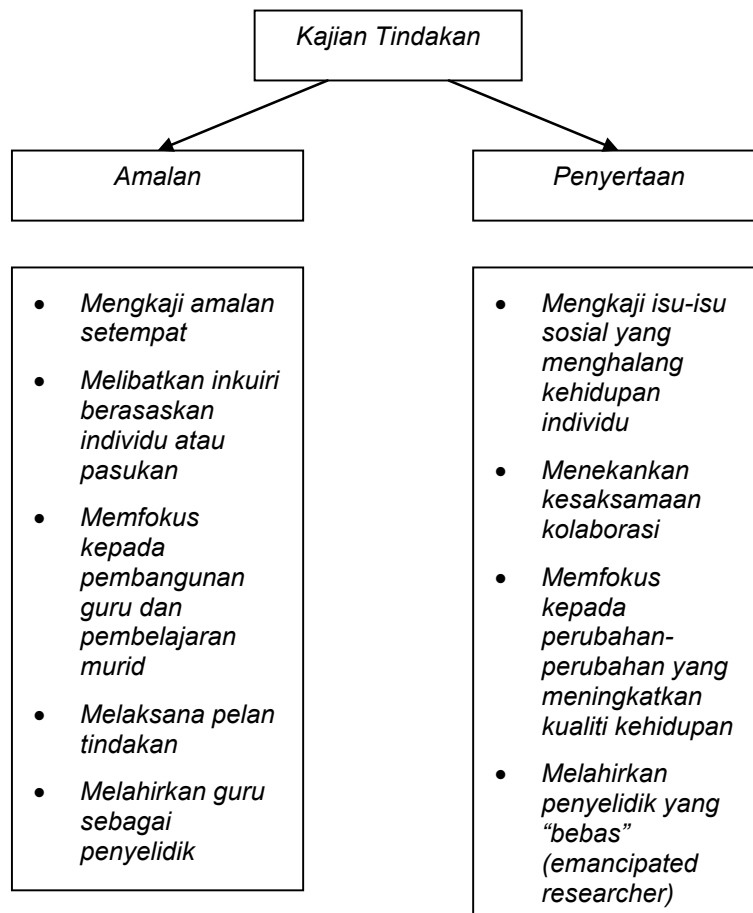 Kajian Tindakan
Amalan
Penyertaan
• Mengkaji amalan
setempat
• Melibatkan inkuiri
berasaskan
individu atau
pasukan
• Memfokus
kepada
pembangunan
guru dan
pembelajaran
murid
• Melaksana pelan
tindakan
• Melahirkan guru
sebagai
penyelidik
• Mengkaji isu-isu
sosial yang
menghalang
kehidupan
individu
• Menekankan
kesaksamaan
kolaborasi
• Memfokus
kepada
perubahan-
perubahan yang
meningkatkan
kualiti kehidupan
• Melahirkan
penyelidik yang
“bebas”
(emancipated
researcher)